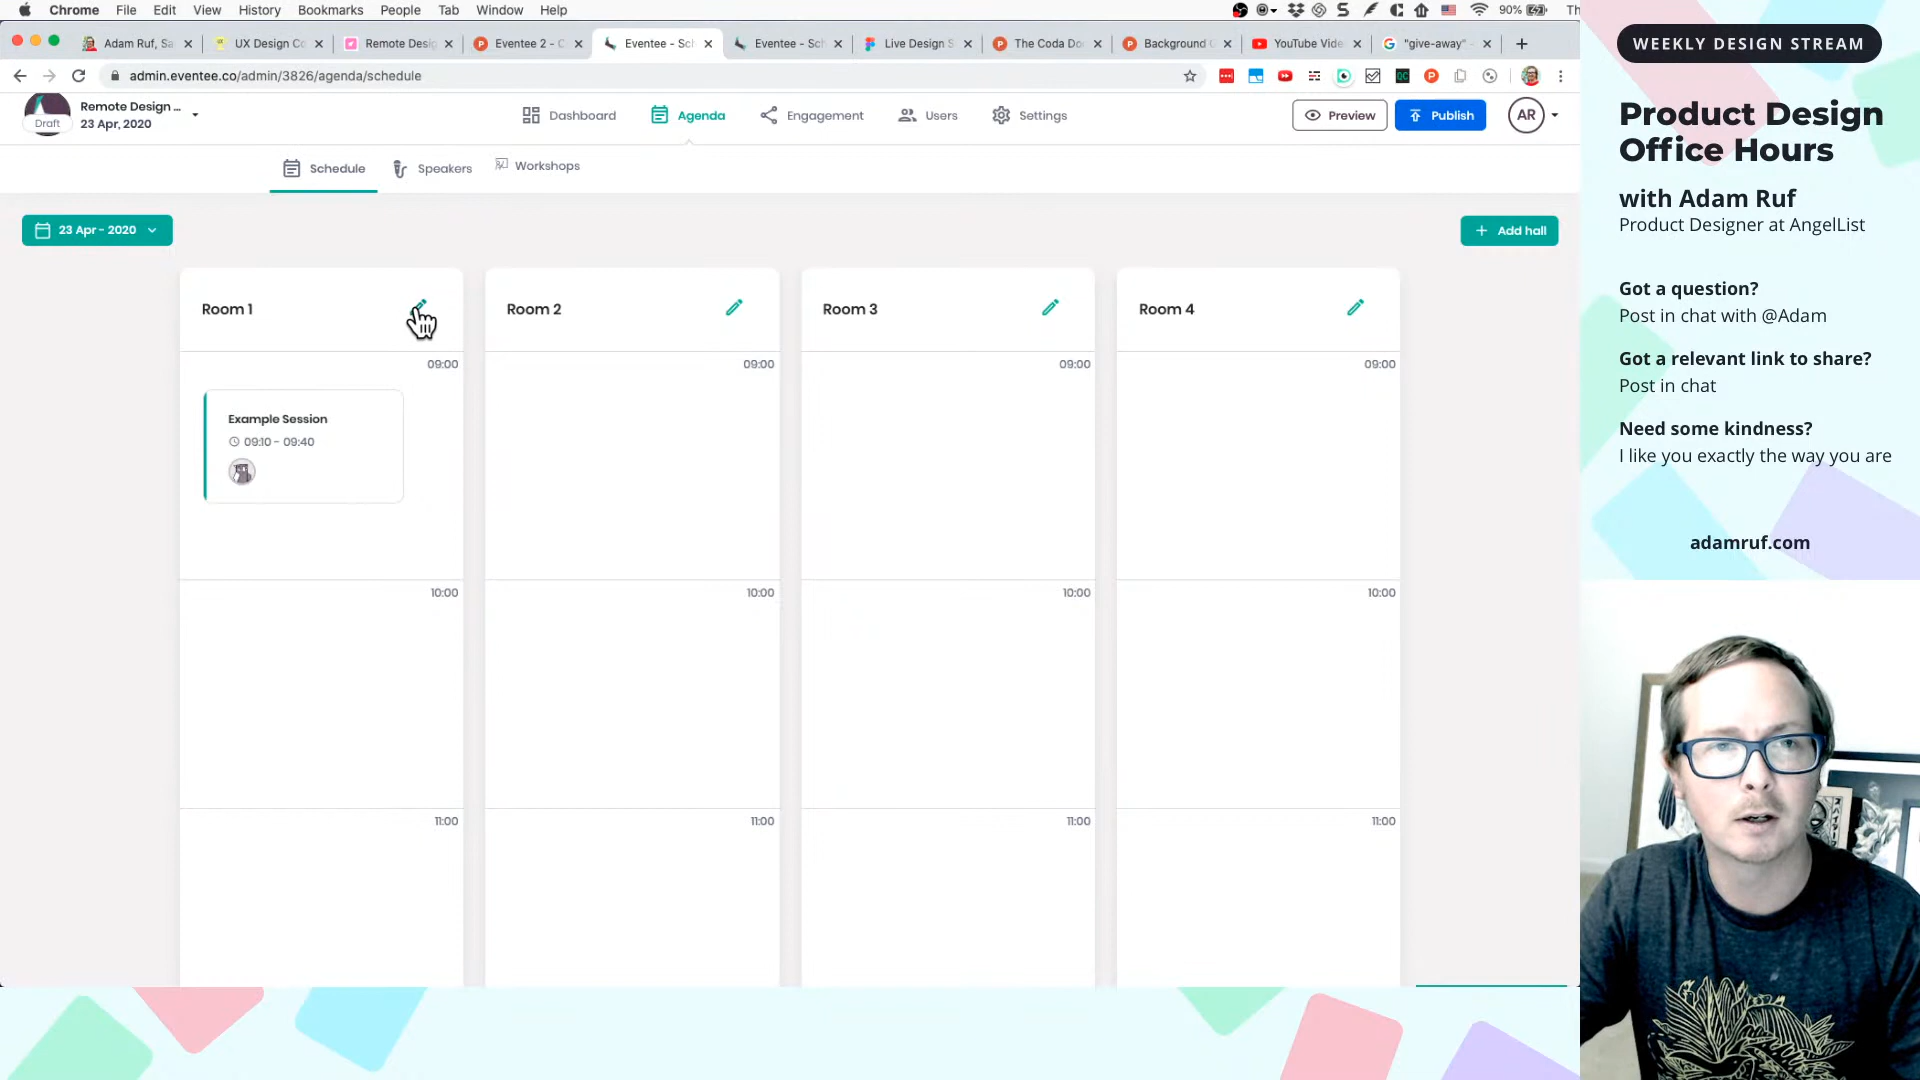 Chrome File Edit View History Bookmarks People Tab Window Help
90%
Adam Ruf, Sa
UX Design Co
Remote Desig
Eventee 2 - C
Eventee - Sch
Eventee - Sch
Live Design S
The Coda Do
Background
YouTube Vide
"give-away"
admin.eventee.co/admin/3826/agenda/schedule
Remote Design ...
23 Apr, 2020
Draft
Dashboard
Agenda
Engagement
Users
Settings
Preview
Publish
AR
Schedule
Speakers
Workshops
23 Apr - 2020
Add hall
Room 1
Room 2
Room 3
Room 4
09:00
09:00
09:00
09:00
Example Session
09:10 - 09:40
10:00
10:00
10:00
10:00
11:00
11:00
11:00
11:00
WEEKLY DESIGN STREAM
Product Design
Office Hours
with Adam Ruf
Product Designer at AngelList
Got a question?
Post in chat with @Adam
Got a relevant link to share?
Post in chat
Need some kindness?
I like you exactly the way you are
adamruf.com